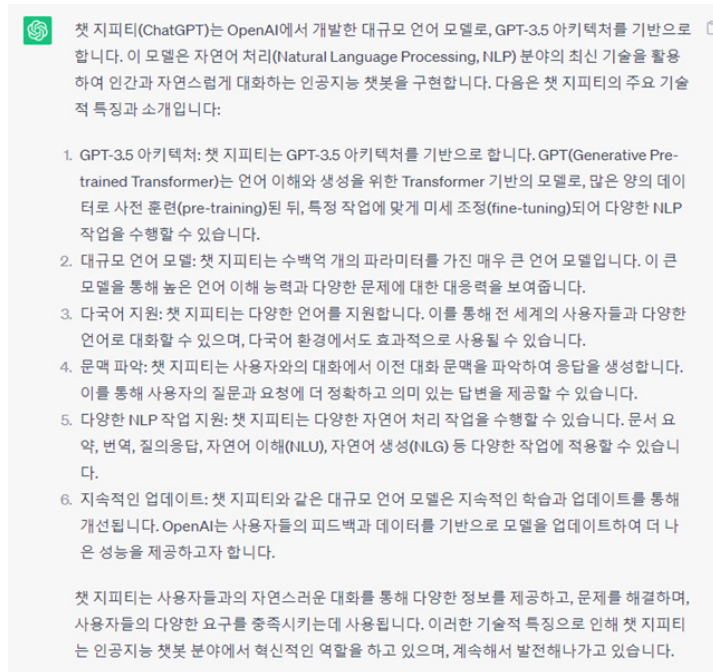 챗 지피티(ChatGPT)는 OpenAI에서 개발한 대규모 언어 모델로, GPT-3.5 아키텍처를 기반으로
합니다. 이 모델은 자연어 처리(Natural Language Processing, NLP) 분야의 최신 기술을 활용
하여 인간과 자연스럽게 대화하는 인공지능 챗봇을 구현합니다. 다음은 챗 지피티의 주요 기술
적 특징과 소개입니다:
1. GPT-3.5 아키텍처: 챗 지피티는 GPT-3.5 아키텍처를 기반으로 합니다. GPT(Generative Pre-
trained Transformer)는 언어 이해와 생성을 위한 Transformer 기반의 모델로, 많은 양의 데이
터로 사전 훈련(pre-training)된 뒤, 특정 작업에 맞게 미세 조정(fine-tuning)되어 다양한 NLP
작업을 수행할 수 있습니다.
2. 대규모 언어 모델: 챗 지피티는 수백억 개의 파라미터를 가진 매우 큰 언어 모델입니다. 이 큰
모델을 통해 높은 언어 이해 능력과 다양한 문제에 대한 대응력을 보여줍니다.
3. 다국어 지원: 챗 지피티는 다양한 언어를 지원합니다. 이를 통해 전 세계의 사용자들과 다양한
언어로 대화할 수 있으며, 다국어 환경에서도 효과적으로 사용될 수 있습니다.
4. 문맥 파악: 챗 지피티는 사용자와의 대화에서 이전 대화 문맥을 파악하여 응답을 생성합니다.
이를 통해 사용자의 질문과 요청에 더 정확하고 의미 있는 답변을 제공할 수 있습니다.
5. 다양한 NLP 작업 지원: 챗 지피티는 다양한 자연어 처리 작업을 수행할 수 있습니다. 문서 요
약, 번역, 질의응답, 자연어 이해(NLU), 자연어 생성(NLG) 등 다양한 작업에 적용할 수 있습니
다.
6. 지속적인 업데이트: 챗 지피티와 같은 대규모 언어 모델은 지속적인 학습과 업데이트를 통해
개선됩니다. OpenAI는 사용자들의 피드백과 데이터를 기반으로 모델을 업데이트하여 더 나
은 성능을 제공하고자 합니다.
챗 지피티는 사용자들과의 자연스러운 대화를 통해 다양한 정보를 제공하고, 문제를 해결하며,
사용자들의 다양한 요구를 충족시키는데 사용됩니다. 이러한 기술적 특징으로 인해 챗 지피티
는 인공지능 챗봇 분야에서 혁신적인 역할을 하고 있으며, 계속해서 발전해나가고 있습니다.